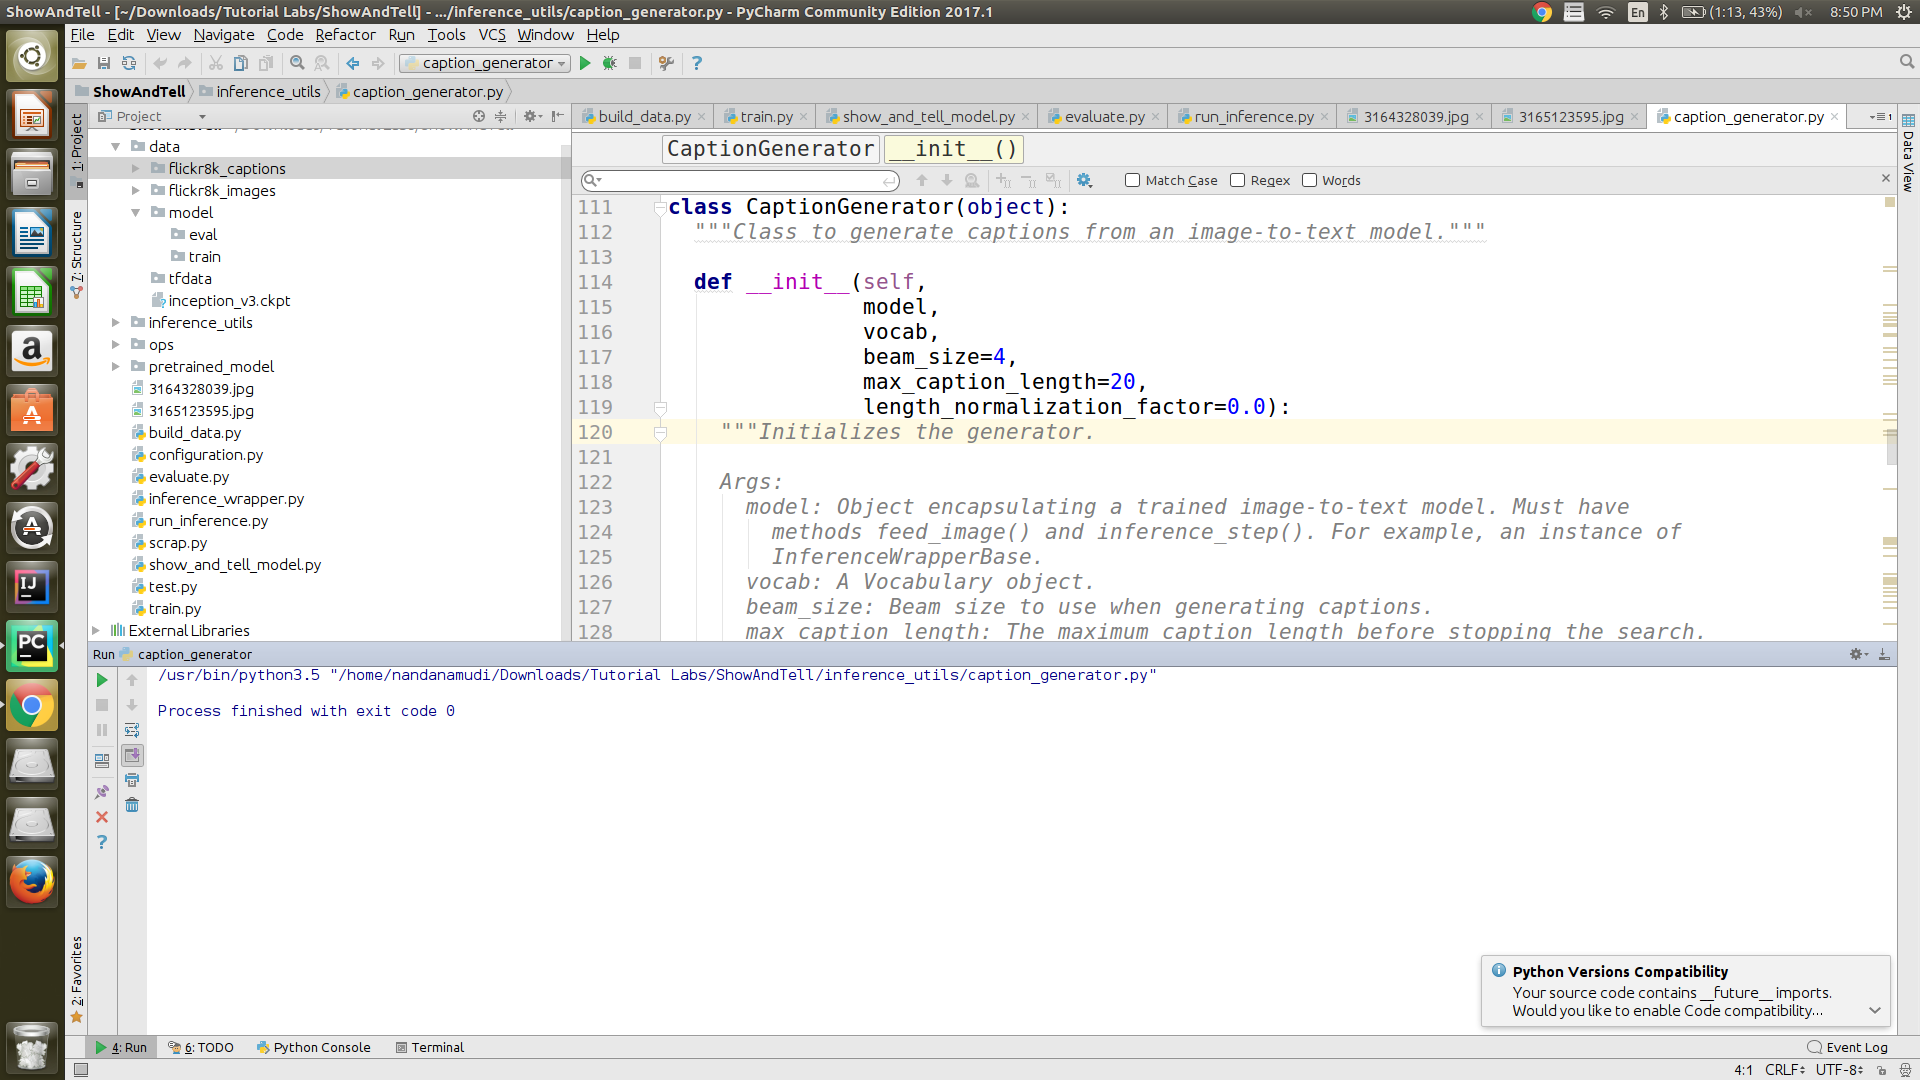 ShowAndTell - [~/Downloads/Tutorial Labs/ShowAndTell] - .../inference_utils/caption_generator.py - PyCharm Community Edition 2017.1
En (1:13, 43%) 8:50 PM
File Edit View Navigate Code Refactor Run Tools VCS Window Help
caption_generator
ShowAndTell inference_utils caption_generator.py
Project
build_data.py train.py show_and_tell_model.py evaluate.py run_inference.py 3164328039.jpg 3165123595.jpg caption_generator.py
1: Project
7: Structure
2: Favorites
Data View
data
flickr8k_captions
flickr8k_images
model
eval
train
tfdata
inception_v3.ckpt
inference_utils
ops
pretrained_model
3164328039.jpg
3165123595.jpg
build_data.py
configuration.py
evaluate.py
inference_wrapper.py
run_inference.py
scrap.py
show_and_tell_model.py
test.py
train.py
External Libraries
CaptionGenerator __init__()
Match Case Regex Words
111 class CaptionGenerator(object):
112 """Class to generate captions from an image-to-text model."""
113
114 def __init__(self,
115 model,
116 vocab,
117 beam_size=4,
118 max_caption_length=20,
119 length_normalization_factor=0.0):
120 """Initializes the generator.
121
122 Args:
123 model: Object encapsulating a trained image-to-text model. Must have
124 methods feed_image() and inference_step(). For example, an instance of
125 InferenceWrapperBase.
126 vocab: A Vocabulary object.
127 beam_size: Beam size to use when generating captions.
128 max_caption_length: The maximum caption length before stopping the search.
Run caption_generator
/usr/bin/python3.5 "/home/nandanamudi/Downloads/Tutorial Labs/ShowAndTell/inference_utils/caption_generator.py"
Process finished with exit code 0
Python Versions Compatibility
Your source code contains __future__ imports.
Would you like to enable Code compatibility...
4: Run 6: TODO Python Console Terminal Event Log
4:1 CRLF UTF-8